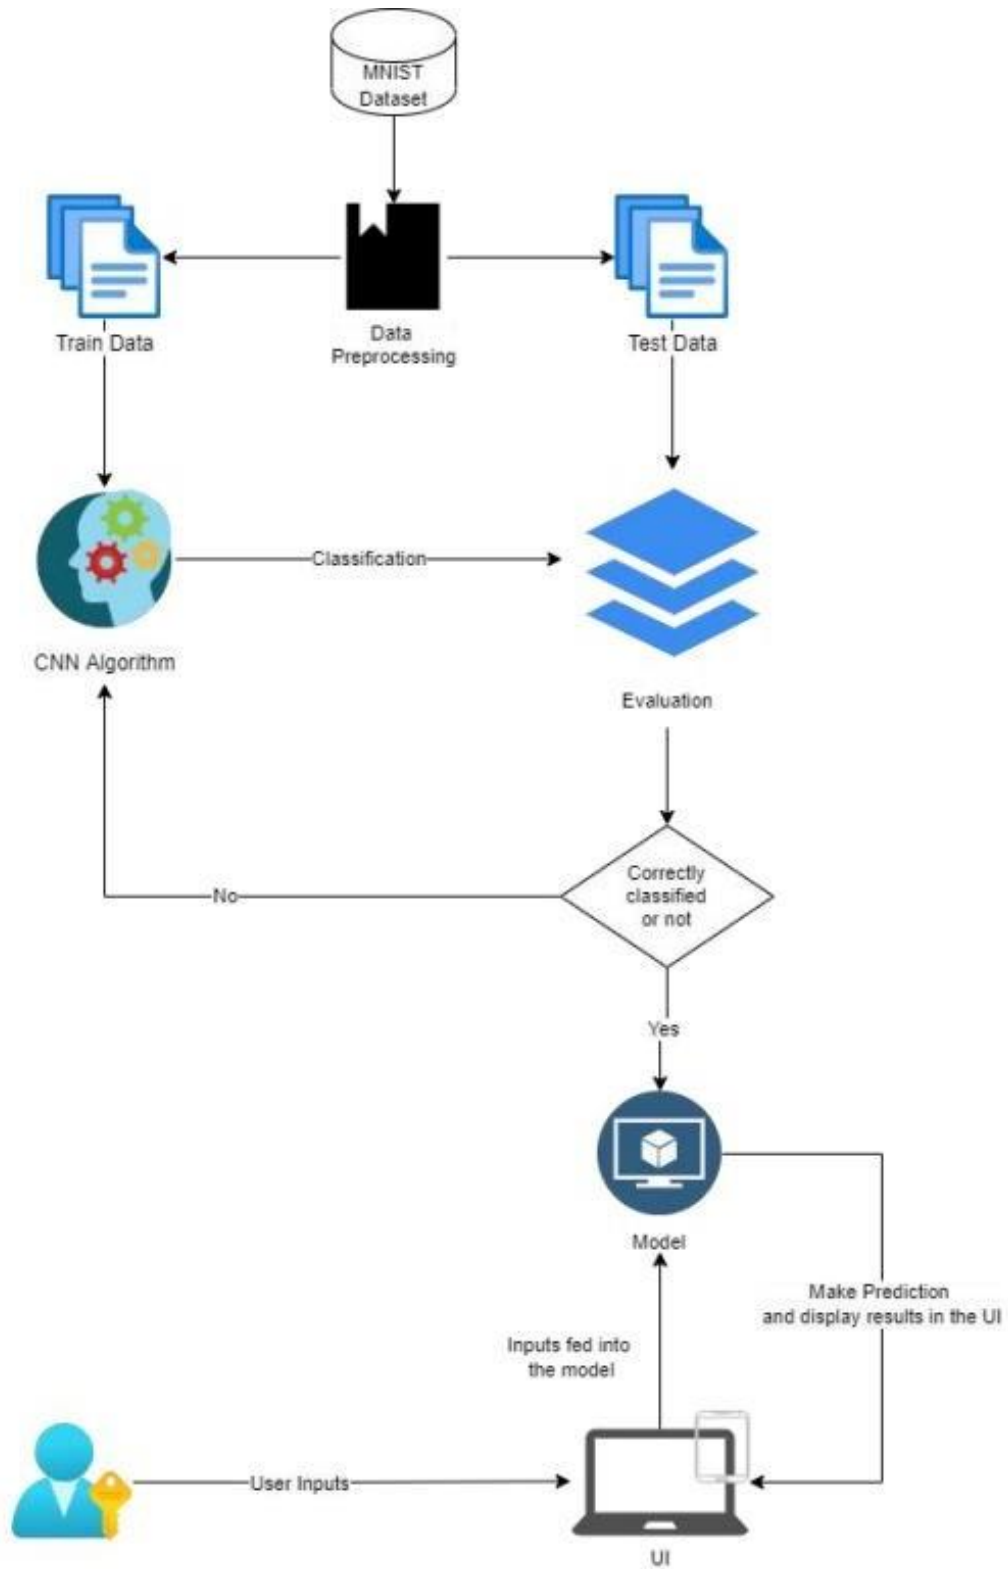 MNIST
Dataset
Train Data
Data
Preprocessing
Test Data
Classification
CNN Algorithm
Evaluation
Correctly
classified
or not
No
Yes
Model
Make Prediction
and display results in the UI
Inputs fed into
the model
User Inputs
UI